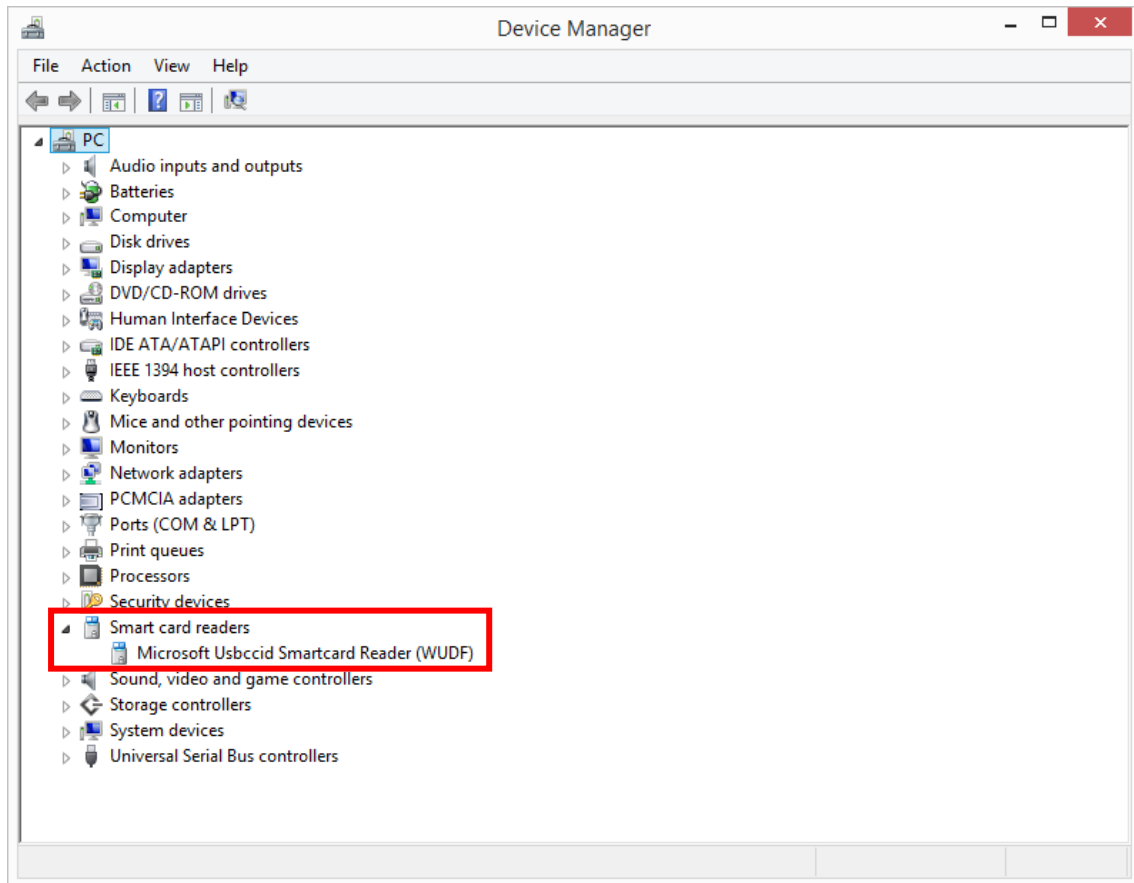 Device Manager
File Action View Help
PC
Audio inputs and outputs
Batteries
Computer
Disk drives
Display adapters
DVD/CD-ROM drives
Human Interface Devices
IDE ATA/ATAPI controllers
IEEE 1394 host controllers
Keyboards
Mice and other pointing devices
Monitors
Network adapters
PCMCIA adapters
Ports (COM & LPT)
Print queues
Processors
Security devices
Smart card readers
Microsoft Usbccid Smartcard Reader (WUDF)
Sound, video and game controllers
Storage controllers
System devices
Universal Serial Bus controllers